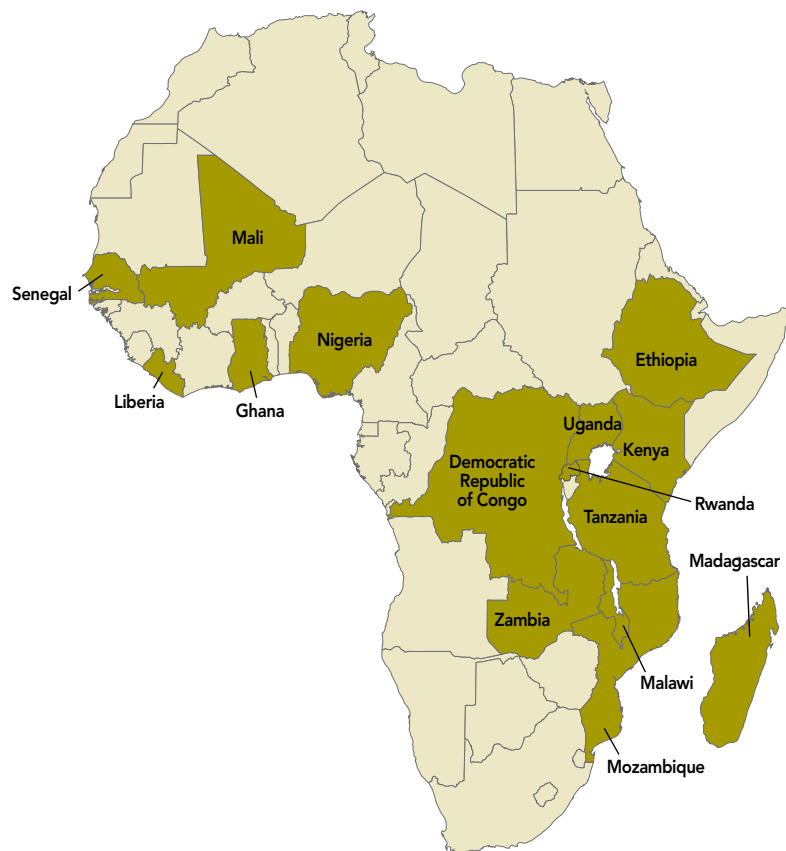 Mali
Senegal
Nigeria
Ethiopia
Liberia
Ghana
Uganda
Kenya
Democratic
Republic
of Congo
Rwanda
Tanzania
Madagascar
Zambia
Malawi
Mozambique